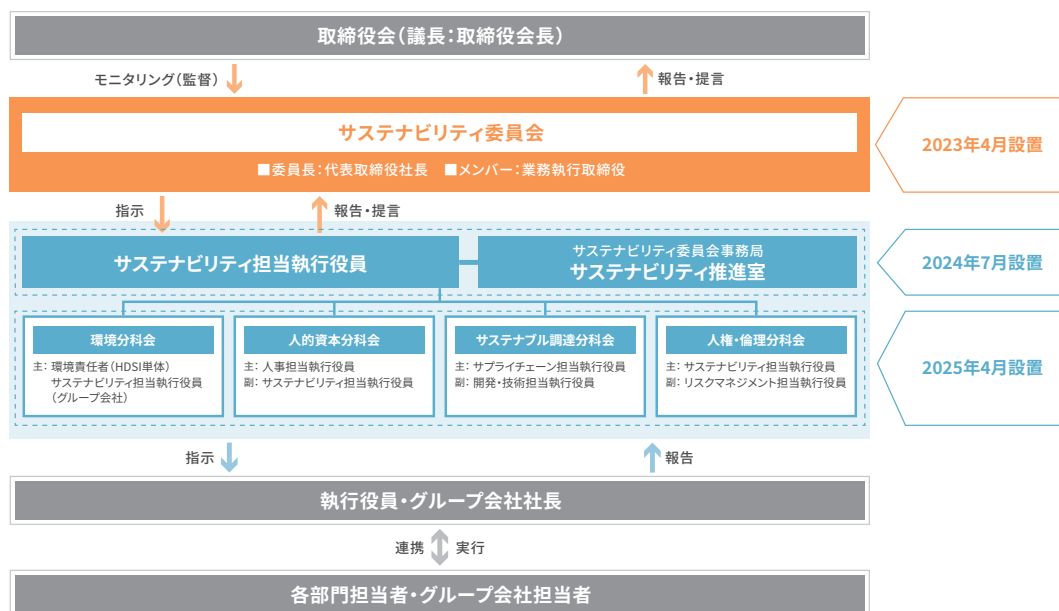 取締役会（議長：取締役会長）
モニタリング（監督）
報告・提言
サステナビリティ委員会
■委員長：代表取締役社長　■メンバー：業務執行取締役
2023年4月設置
指示
報告・提言
サステナビリティ担当執行役員
サステナビリティ委員会事務局
サステナビリティ推進室
2024年7月設置
環境分科会
主：環境責任者（HDSI単体）
サステナビリティ担当執行役員
（グループ会社）
人的資本分科会
主：人事担当執行役員
副：サステナビリティ担当執行役員
サステナブル調達分科会
主：サプライチェーン担当執行役員
副：開発・技術担当執行役員
人権・倫理分科会
主：サステナビリティ担当執行役員
副：リスクマネジメント担当執行役員
2025年4月設置
指示
報告
執行役員・グループ会社社長
連携
実行
各部門担当者・グループ会社担当者